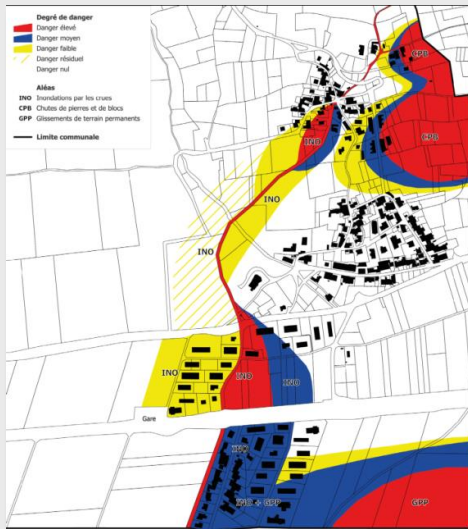 Degré de danger
Danger élevé
Danger moyen
Danger faible
Danger résiduel
Danger nul
Aléas
INO Inondations par les crues
CPB Chutes de pierres et de blocs
GPP Glissements de terrain permanents
Limite communale
CPB
CPB
INO
INO
INO
INO
INO
INO
Gare
INO
INO + GPP
GPP